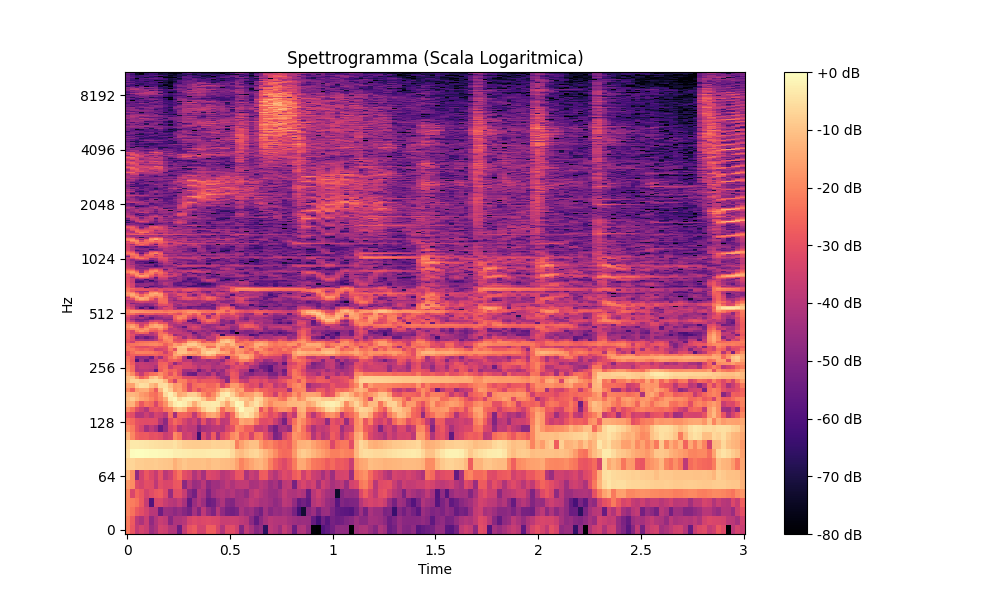 Spettrogramma (Scala Logaritmica)
Hz
8192
4096
2048
1024
512
256
128
64
0
0
0.5
1
1.5
2
2.5
3
Time
+0 dB
-10 dB
-20 dB
-30 dB
-40 dB
-50 dB
-60 dB
-70 dB
-80 dB